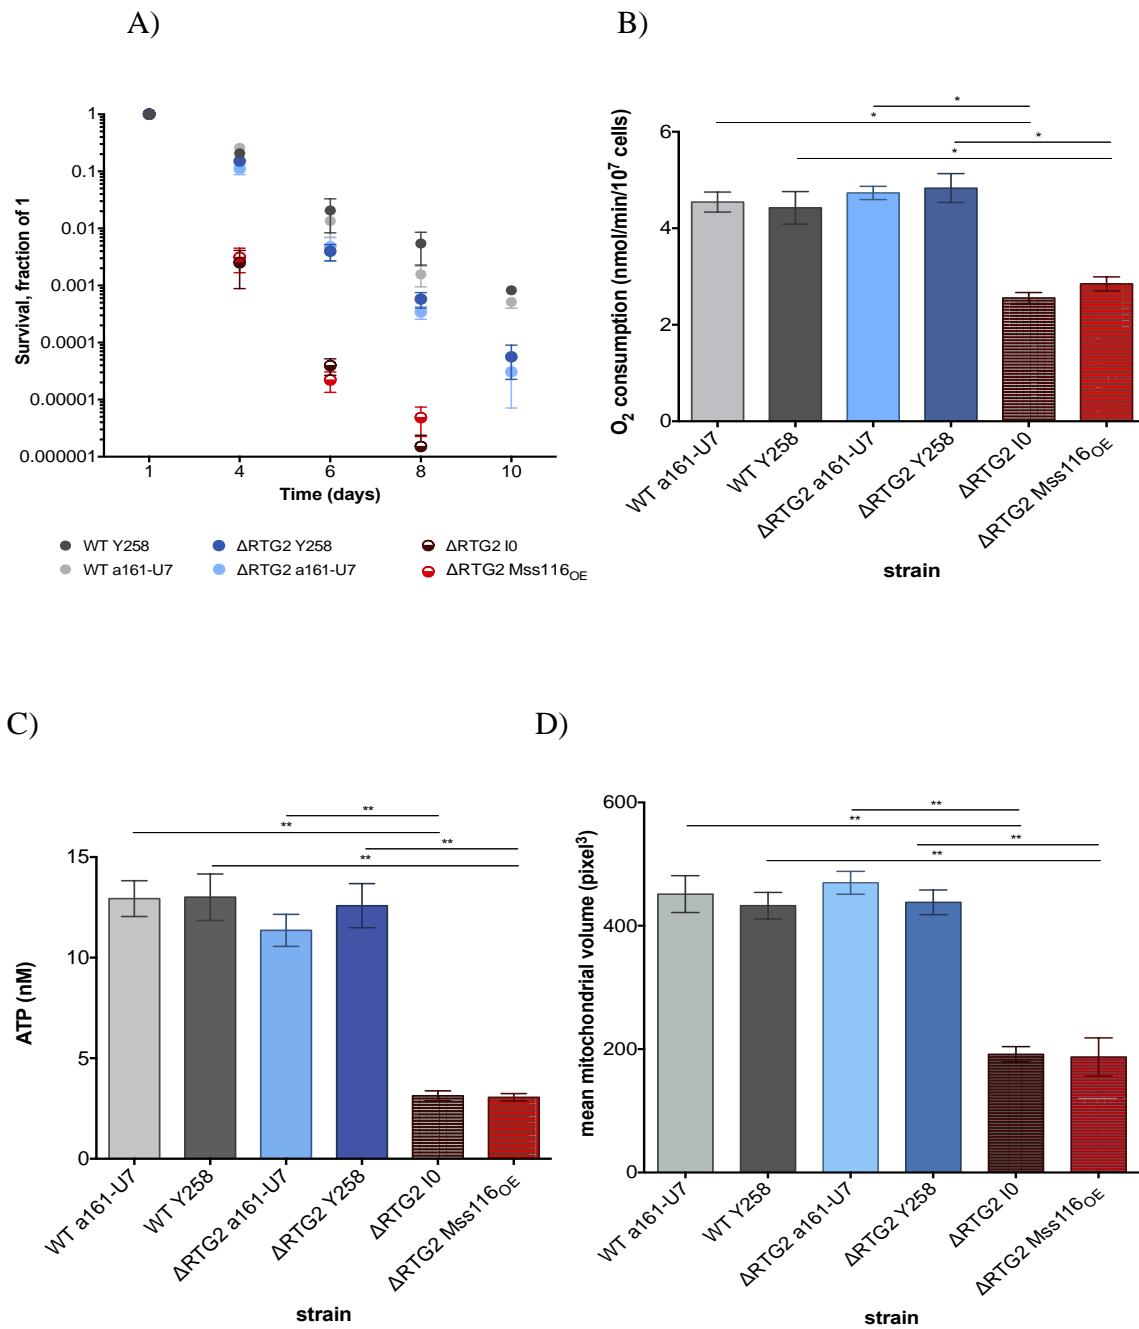 A)
Survival, fraction of 1
1
0.1
0.01
0.001
0.0001
0.00001
0.000001
1 4 6 8 10
Time (days)
WT Y258
ΔRTG2 Y258
ΔRTG2 I0
WT a161-U7
ΔRTG2 a161-U7
ΔRTG2 Mss116OE
B)
O2 consumption (nmol/min/10^7 cells)
6
4
2
0
*
*
*
*
WT a161-U7
WT Y258
ΔRTG2 a161-U7
ΔRTG2 Y258
ΔRTG2 I0
ΔRTG2 Mss116OE
strain
C)
ATP (nM)
15
10
5
0
**
**
**
**
WT a161-U7
WT Y258
ΔRTG2 a161-U7
ΔRTG2 Y258
ΔRTG2 I0
ΔRTG2 Mss116OE
strain
D)
mean mitochondrial volume (pixel³)
600
400
200
0
**
**
**
**
WT a161-U7
WT Y258
ΔRTG2 a161-U7
ΔRTG2 Y258
ΔRTG2 I0
ΔRTG2 Mss116OE
strain